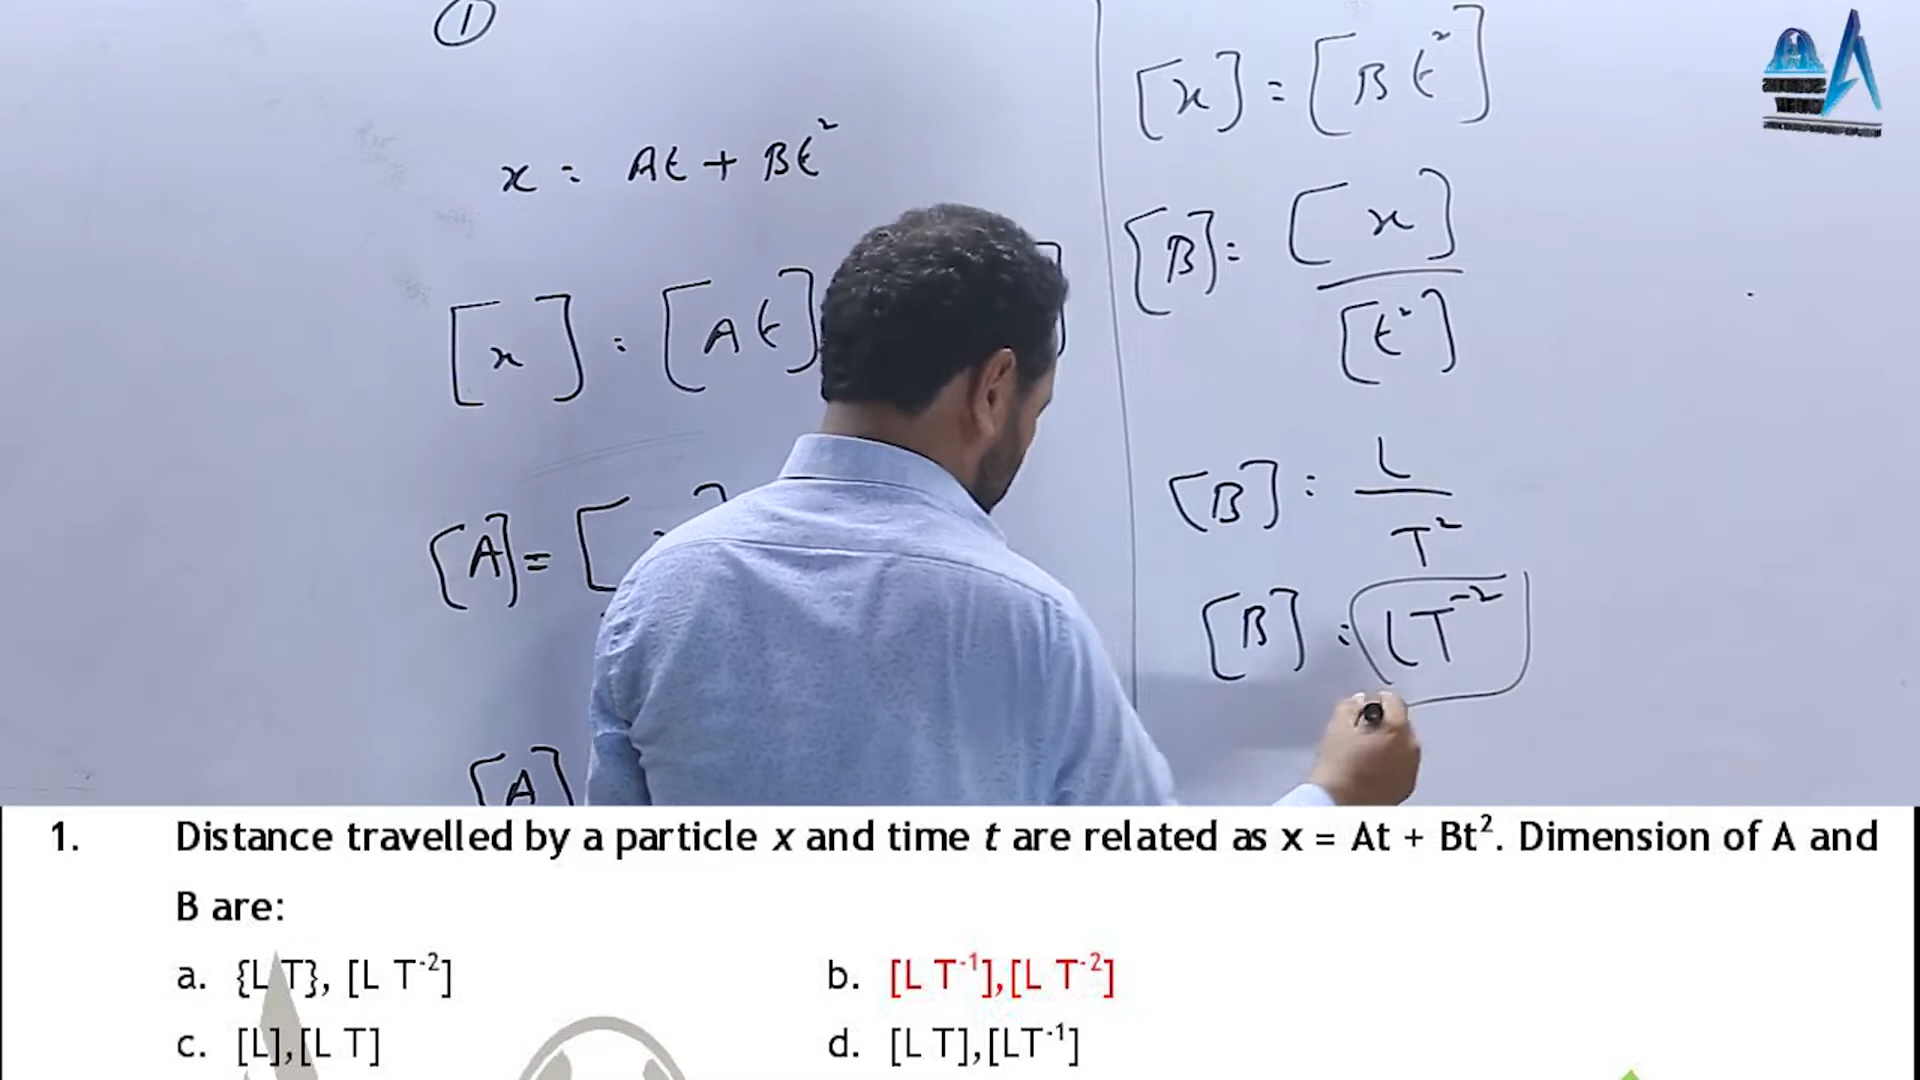 ①
x = At + Bt²
[x] = [At]
[A] = [
[A]
[x] = [Bt²]
[B] = [x]
[t²]
[B] = L
T²
[B] = LT⁻²
1. Distance travelled by a particle x and time t are related as x = At + Bt². Dimension of A and
B are:
a. {L T}, [L T⁻²] b. [L T⁻¹],[L T⁻²]
c. [L],[L T] d. [L T],[LT⁻¹]